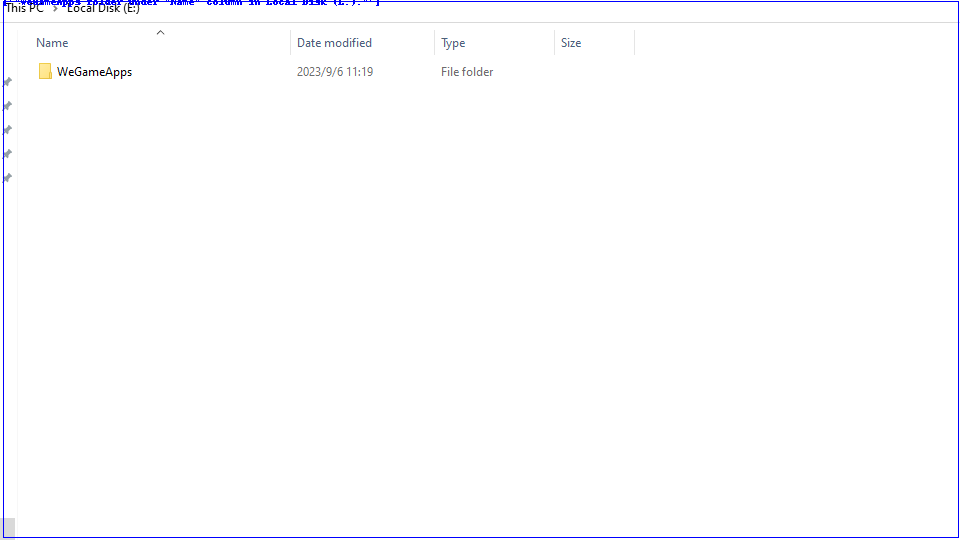 ["WeGameApps folder under "Name" column in Local Disk (E:)."]
This PC > Local Disk (E:)
Name Date modified Type Size
WeGameApps 2023/9/6 11:19 File folder